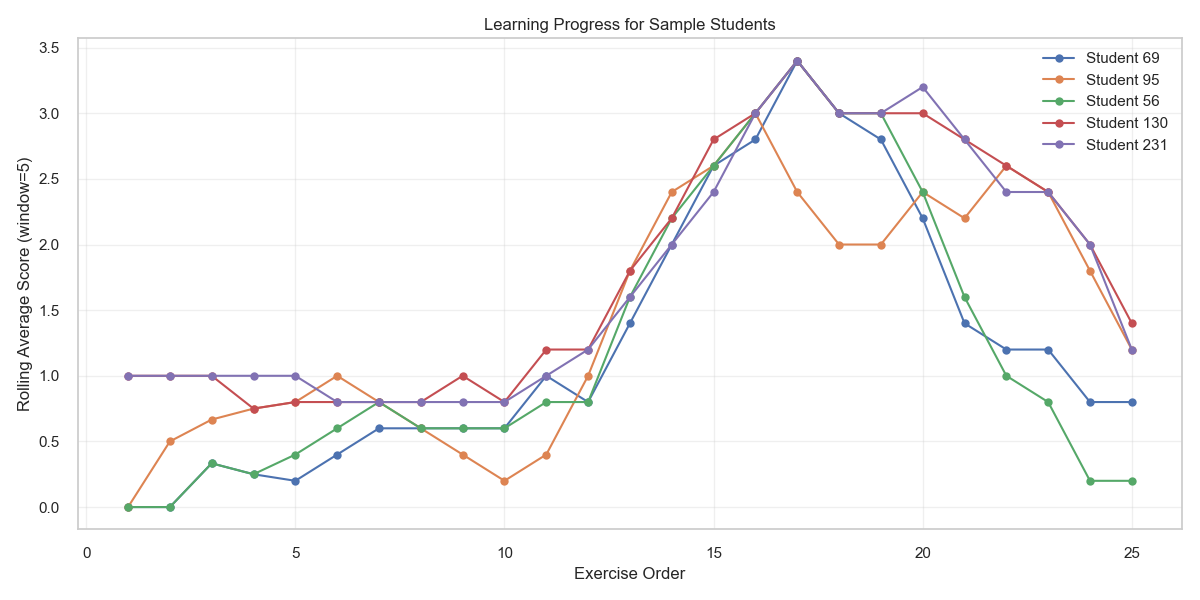 Learning Progress for Sample Students
3.5
3.0
2.5
2.0
1.5
1.0
0.5
0.0
Rolling Average Score (window=5)
Student 69
Student 95
Student 56
Student 130
Student 231
0 5 10 15 20 25
Exercise Order